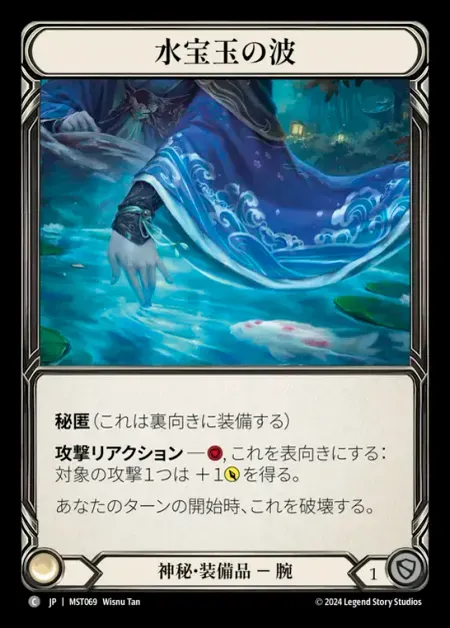 水宝玉の波
秘匿(これは裏向きに装備する)
攻撃リアクション ―, これを表向きにする:
対象の攻撃1つは +1を得る。
あなたのターンの開始時、これを破壊する。
神秘・装備品 ― 腕
1
C JP | MST069 Wisnu Tan
© 2024 Legend Story Studios